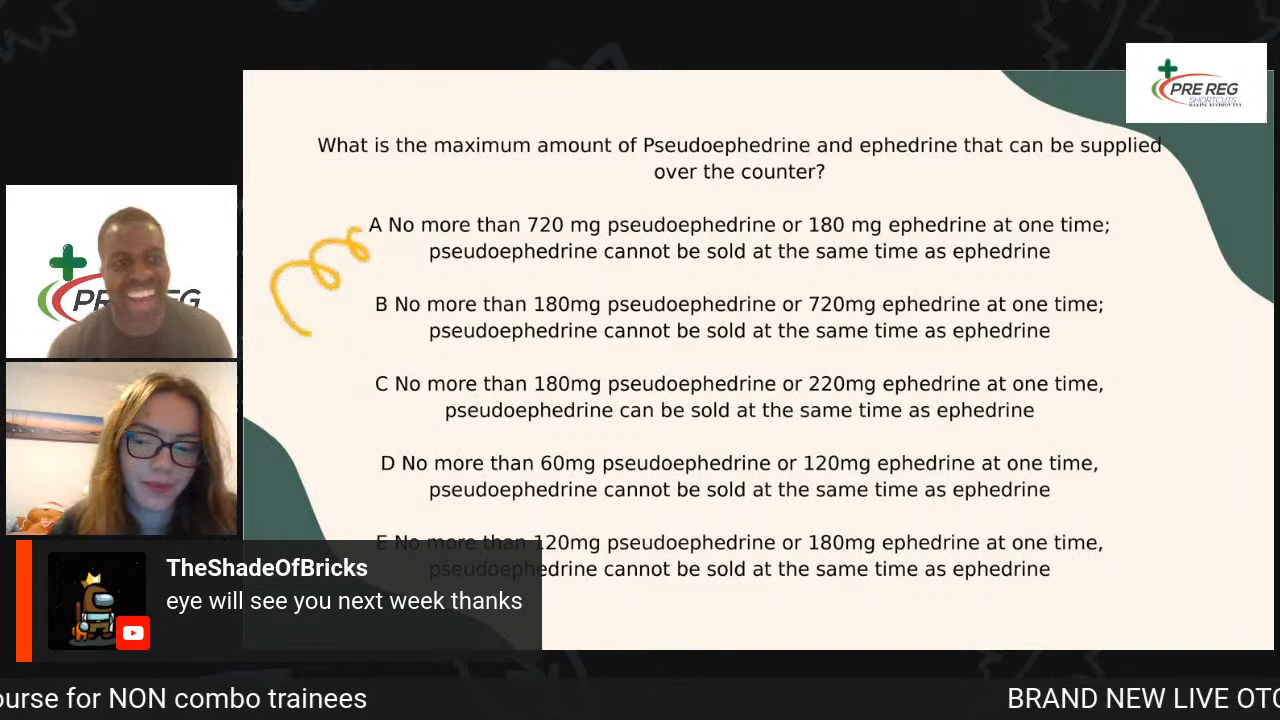 PRE REG
SHORTCUTS
What is the maximum amount of Pseudoephedrine and ephedrine that can be supplied
over the counter?
A No more than 720 mg pseudoephedrine or 180 mg ephedrine at one time;
pseudoephedrine cannot be sold at the same time as ephedrine
B No more than 180mg pseudoephedrine or 720mg ephedrine at one time;
pseudoephedrine cannot be sold at the same time as ephedrine
C No more than 180mg pseudoephedrine or 220mg ephedrine at one time,
pseudoephedrine can be sold at the same time as ephedrine
D No more than 60mg pseudoephedrine or 120mg ephedrine at one time,
pseudoephedrine cannot be sold at the same time as ephedrine
E No more than 120mg pseudoephedrine or 180mg ephedrine at one time,
pseudoephedrine cannot be sold at the same time as ephedrine
PRE REG
TheShadeOfBricks
eye will see you next week thanks
ourse for NON combo trainees
BRAND NEW LIVE OTC